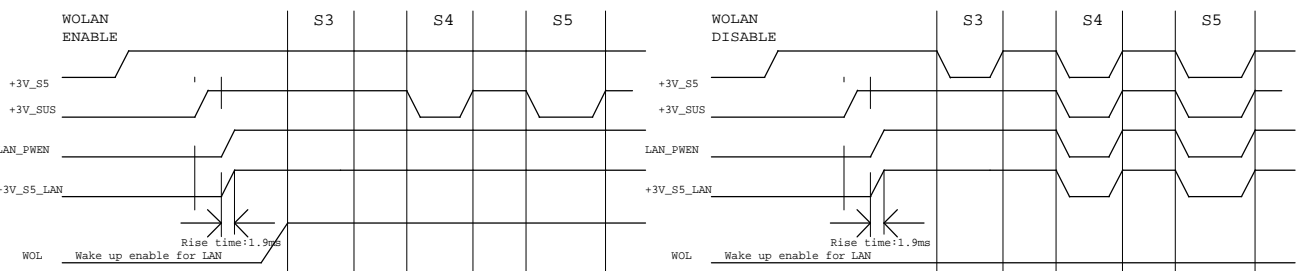 WOLAN ENABLE
S3 S4 S5
+3V_S5
+3V_SUS
LAN_PWEN
+3V_S5_LAN
Rise time:1.9ms
WOL Wake up enable for LAN
WOLAN DISABLE
S3 S4 S5
+3V_S5
+3V_SUS
LAN_PWEN
+3V_S5_LAN
Rise time:1.9ms
WOL Wake up enable for LAN